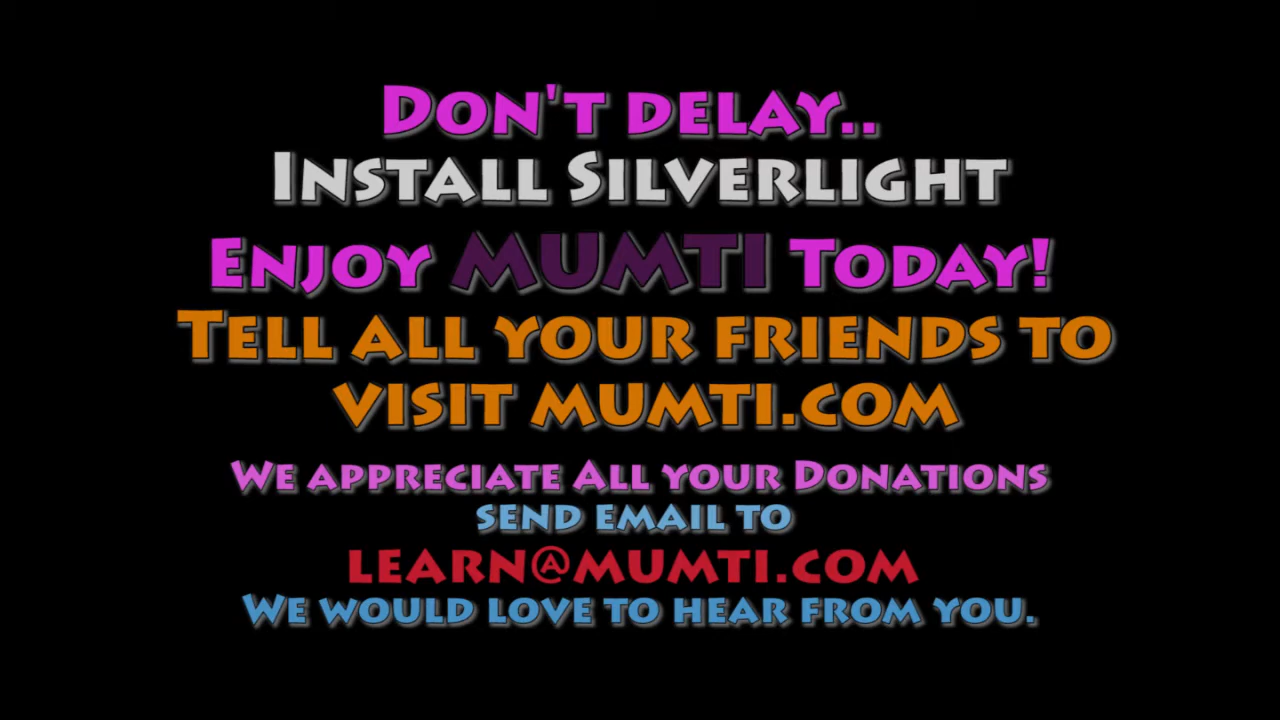 Don't delay..
Install Silverlight
Enjoy MUMTI Today!
Tell all your friends to
visit mumti.com
We appreciate All your Donations
send email to
learn@mumti.com
We would love to hear from you.